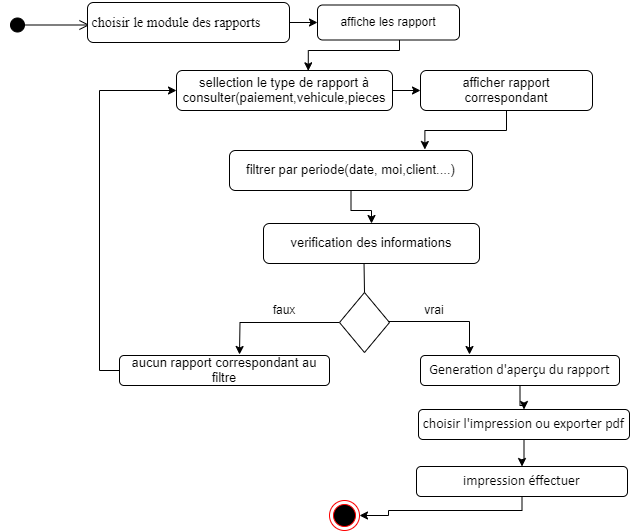 choisir le module des rapports
affiche les rapport
sellection le type de rapport à
consulter(paiement,vehicule,pieces
afficher rapport
correspondant
filtrer par periode(date, moi,client....)
verification des informations
faux
vrai
aucun rapport correspondant au
filtre
Generation d'aperçu du rapport
choisir l'impression ou exporter pdf
impression éffectuer